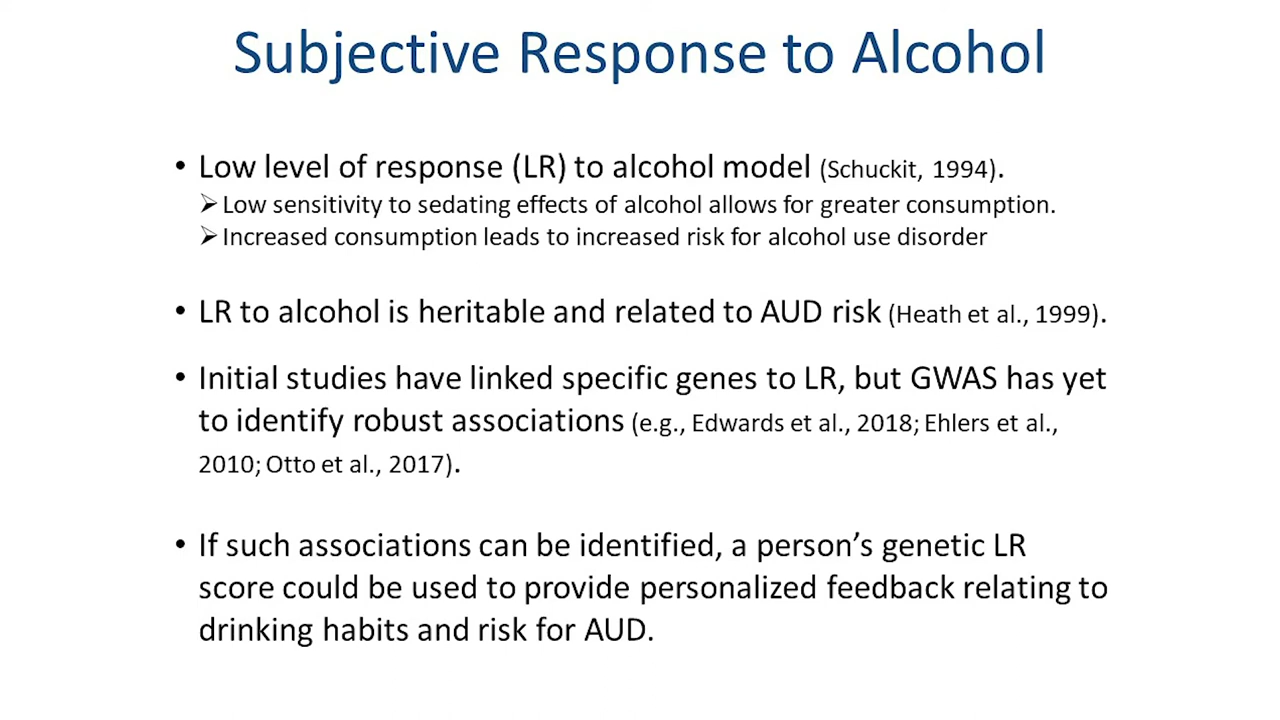 Subjective Response to Alcohol
• Low level of response (LR) to alcohol model (Schuckit, 1994).
➢ Low sensitivity to sedating effects of alcohol allows for greater consumption.
➢ Increased consumption leads to increased risk for alcohol use disorder
• LR to alcohol is heritable and related to AUD risk (Heath et al., 1999).
• Initial studies have linked specific genes to LR, but GWAS has yet
to identify robust associations (e.g., Edwards et al., 2018; Ehlers et al.,
2010; Otto et al., 2017).
• If such associations can be identified, a person’s genetic LR
score could be used to provide personalized feedback relating to
drinking habits and risk for AUD.